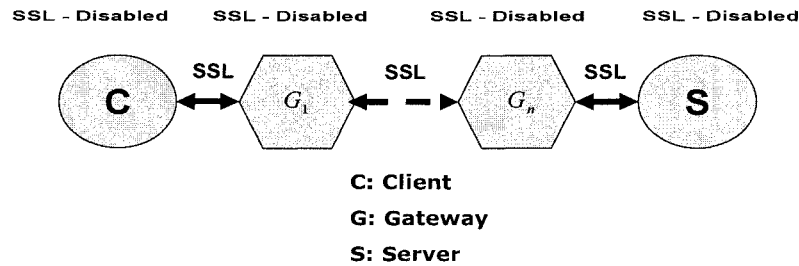 SSL - Disabled SSL - Disabled SSL - Disabled SSL - Disabled
SSL SSL SSL
C G₁ Gₙ S
C: Client
G: Gateway
S: Server